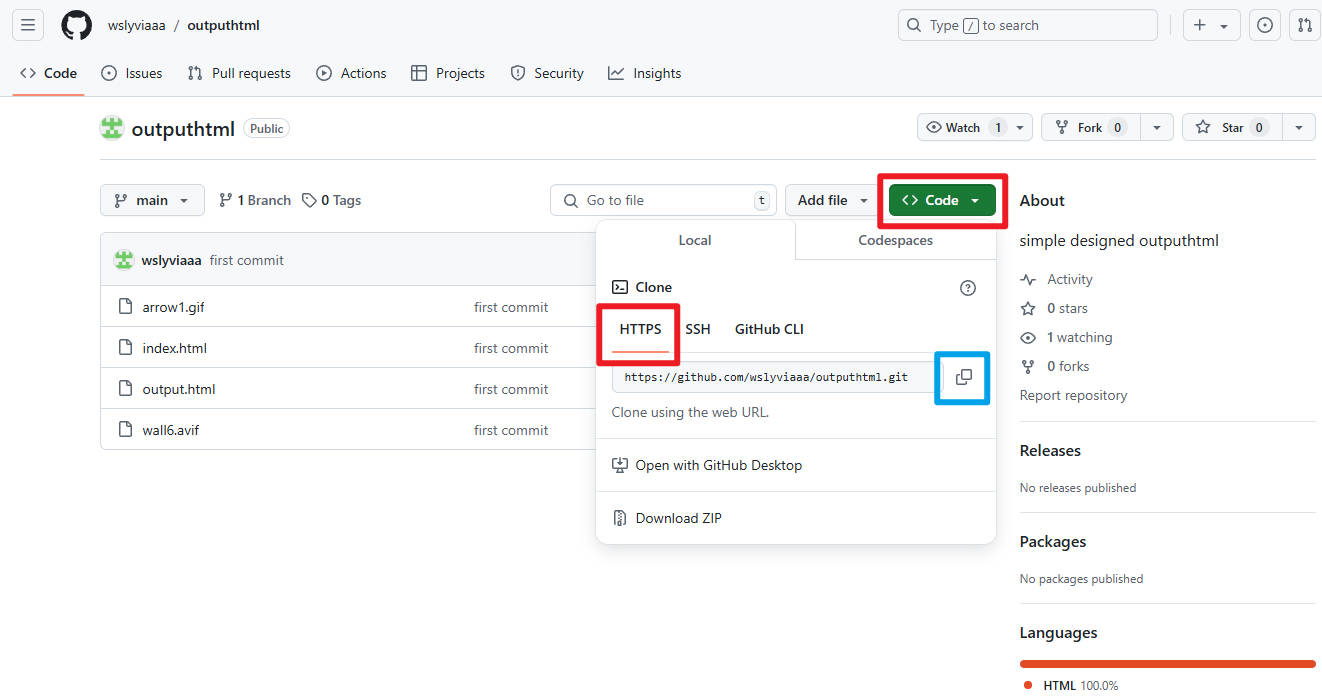 wslyviaaa / outputhtml
Type / to search
Code Issues Pull requests Actions Projects Security Insights
outputhtml Public
Watch 1 Fork 0 Star 0
main 1 Branch 0 Tags Go to file t Add file Code
Local Codespaces
wslyviaaa first commit
Clone
arrow1.gif first commit
HTTPS SSH GitHub CLI
index.html first commit
https://github.com/wslyviaaa/outputhtml.git
output.html first commit
Clone using the web URL.
wall6.avif first commit
Open with GitHub Desktop
Download ZIP
About
simple designed outputhtml
Activity
0 stars
1 watching
0 forks
Report repository
Releases
No releases published
Packages
No packages published
Languages
HTML 100.0%